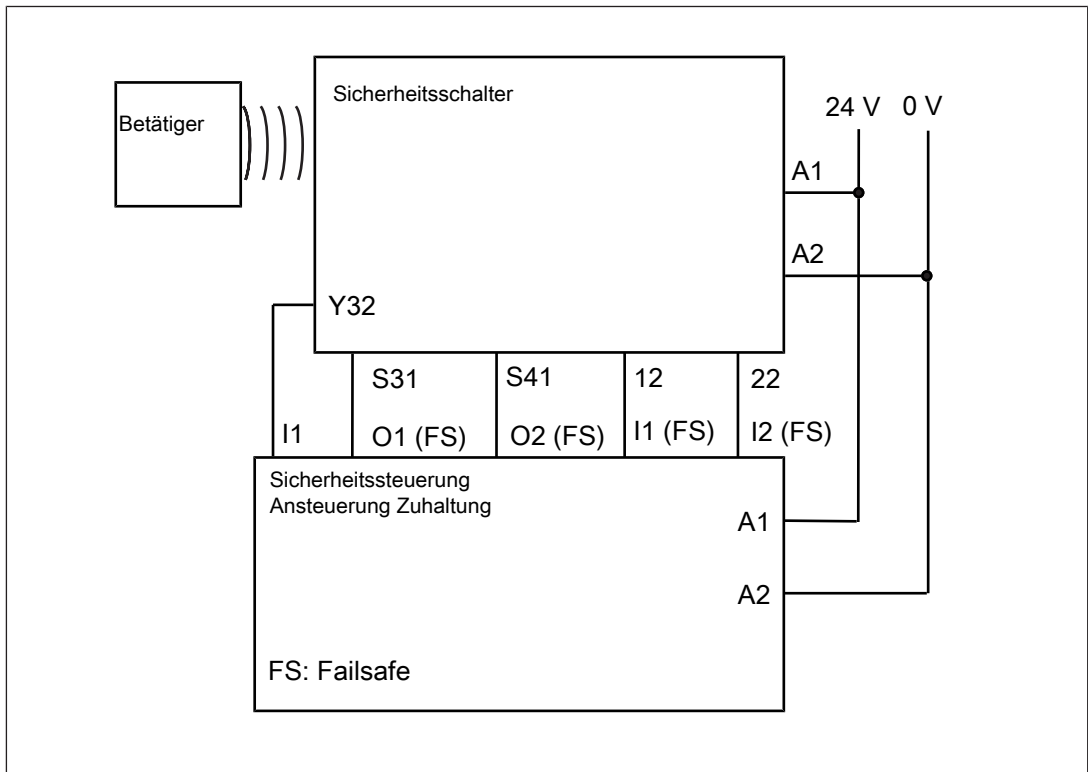 Sicherheitsschalter
Betätiger
24 V 0 V
A1
A2
Y32
S31 S41 12 22
I1 O1 (FS) O2 (FS) I1 (FS) I2 (FS)
Sicherheitssteuerung
Ansteuerung Zuhaltung
A1
A2
FS: Failsafe